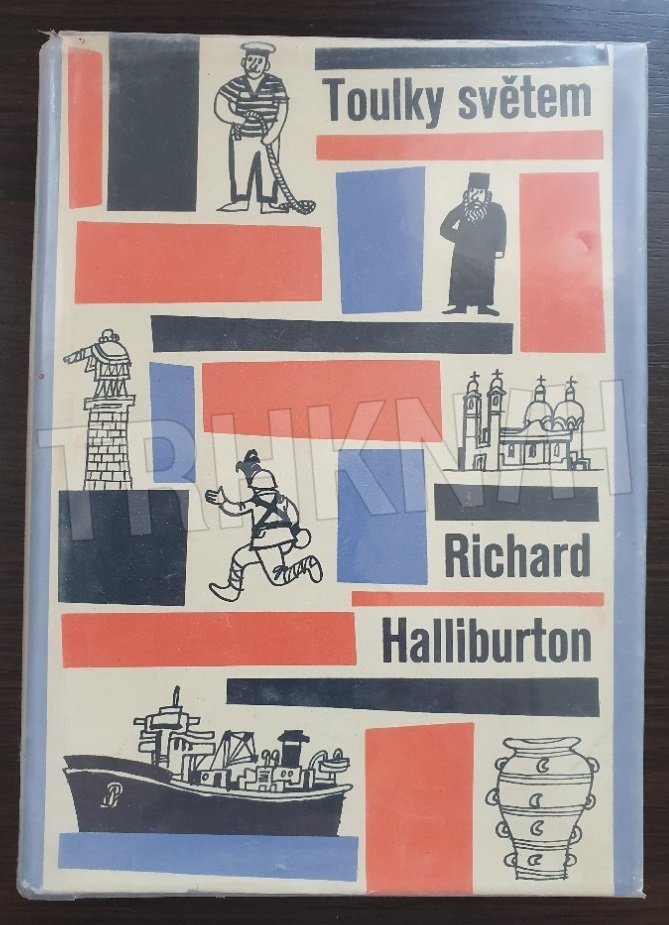 Toulky světem
TRHKNIH
Richard
Halliburton